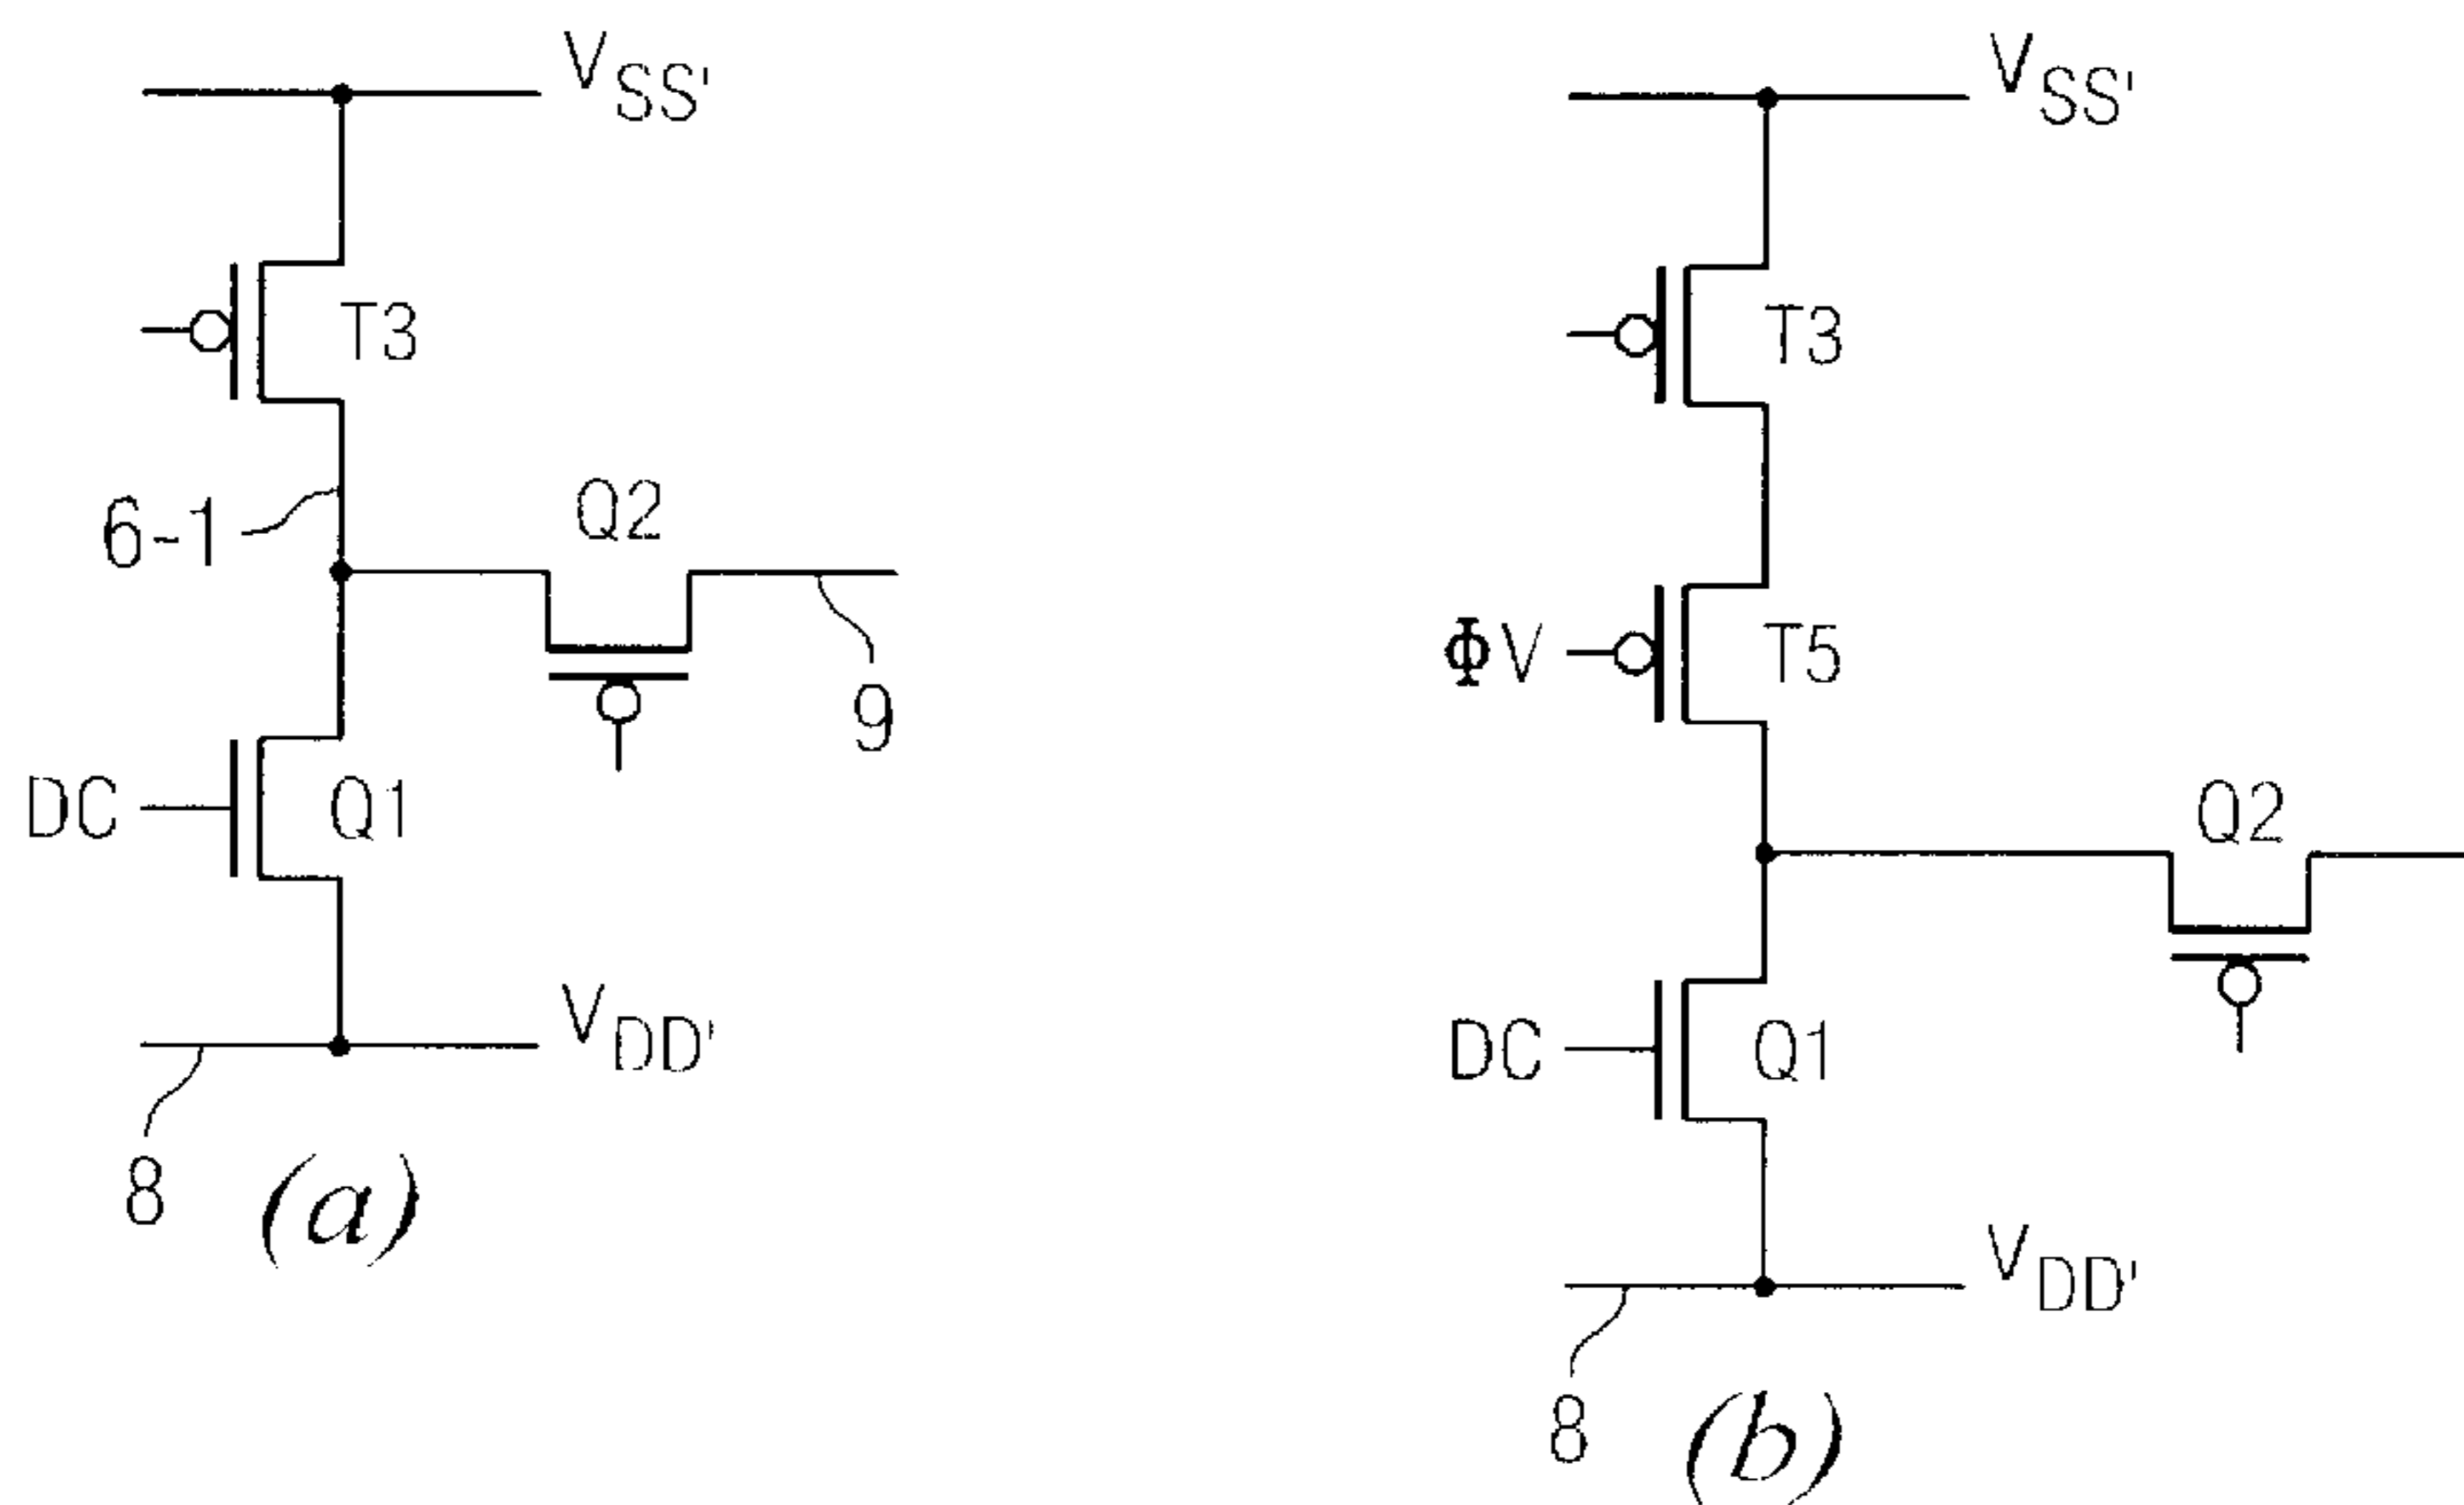 VSS'
T3
6-1
Q2
9
DC
Q1
VDD'
8
(a)
VSS'
T3
ΦV
T5
Q2
DC
Q1
VDD'
8
(b)